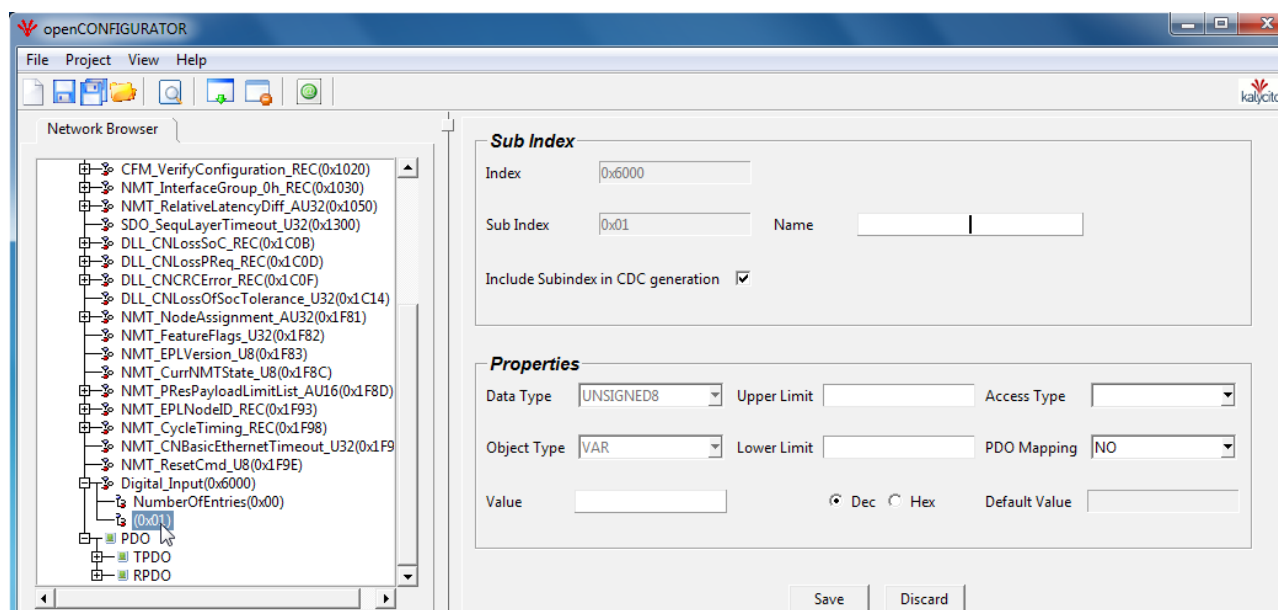 openCONFIGURATOR
File Project View Help
kalycito
Network Browser
CFM_VerifyConfiguration_REC(0x1020)
NMT_InterfaceGroup_0h_REC(0x1030)
NMT_RelativeLatencyDiff_AU32(0x1050)
SDO_SequLayerTimeout_U32(0x1300)
DLL_CNLossSoC_REC(0x1C0B)
DLL_CNLossPReq_REC(0x1C0D)
DLL_CNCRCError_REC(0x1C0F)
DLL_CNLossOfSocTolerance_U32(0x1C14)
NMT_NodeAssignment_AU32(0x1F81)
NMT_FeatureFlags_U32(0x1F82)
NMT_EPLVersion_U8(0x1F83)
NMT_CurrNMTState_U8(0x1F8C)
NMT_PResPayloadLimitList_AU16(0x1F8D)
NMT_EPLNodeID_REC(0x1F93)
NMT_CycleTiming_REC(0x1F98)
NMT_CNBasicEthernetTimeout_U32(0x1F9
NMT_ResetCmd_U8(0x1F9E)
Digital_Input(0x6000)
NumberOfEntries(0x00)
(0x01)
PDO
TPDO
RPDO
Sub Index
Index 0x6000
Sub Index 0x01 Name
Include Subindex in CDC generation
Properties
Data Type UNSIGNED8 Upper Limit Access Type
Object Type VAR Lower Limit PDO Mapping NO
Value Dec Hex Default Value
Save Discard